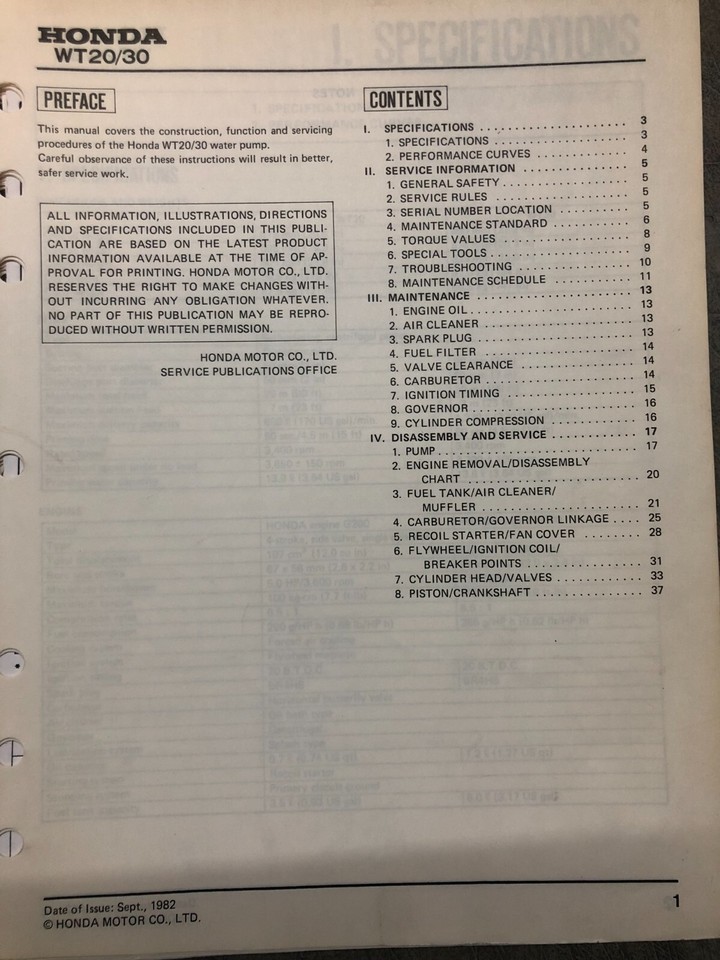 HONDA
WT20/30
PREFACE
This manual covers the construction, function and servicing
procedures of the Honda WT20/30 water pump.
Careful observance of these instructions will result in better,
safer service work.
ALL INFORMATION, ILLUSTRATIONS, DIRECTIONS
AND SPECIFICATIONS INCLUDED IN THIS PUBLI-
CATION ARE BASED ON THE LATEST PRODUCT
INFORMATION AVAILABLE AT THE TIME OF AP-
PROVAL FOR PRINTING. HONDA MOTOR CO., LTD.
RESERVES THE RIGHT TO MAKE CHANGES WITH-
OUT INCURRING ANY OBLIGATION WHATEVER.
NO PART OF THIS PUBLICATION MAY BE REPRO-
DUCED WITHOUT WRITTEN PERMISSION.
HONDA MOTOR CO., LTD.
SERVICE PUBLICATIONS OFFICE
CONTENTS
I. SPECIFICATIONS . . . . . . . . . . . . . . . . . . . . 3
1. SPECIFICATIONS . . . . . . . . . . . . . . . . . . 3
2. PERFORMANCE CURVES . . . . . . . . . . . . 4
II. SERVICE INFORMATION . . . . . . . . . . . . . . 5
1. GENERAL SAFETY . . . . . . . . . . . . . . . . . 5
2. SERVICE RULES . . . . . . . . . . . . . . . . . . 5
3. SERIAL NUMBER LOCATION . . . . . . . . . . 5
4. MAINTENANCE STANDARD . . . . . . . . . . . 6
5. TORQUE VALUES . . . . . . . . . . . . . . . . . 8
6. SPECIAL TOOLS . . . . . . . . . . . . . . . . . . 9
7. TROUBLESHOOTING . . . . . . . . . . . . . . . 10
8. MAINTENANCE SCHEDULE . . . . . . . . . . . 11
III. MAINTENANCE . . . . . . . . . . . . . . . . . . . . 13
1. ENGINE OIL . . . . . . . . . . . . . . . . . . . . . 13
2. AIR CLEANER . . . . . . . . . . . . . . . . . . . . 13
3. SPARK PLUG . . . . . . . . . . . . . . . . . . . . 13
4. FUEL FILTER . . . . . . . . . . . . . . . . . . . . 14
5. VALVE CLEARANCE . . . . . . . . . . . . . . . 14
6. CARBURETOR . . . . . . . . . . . . . . . . . . . 14
7. IGNITION TIMING . . . . . . . . . . . . . . . . . 15
8. GOVERNOR . . . . . . . . . . . . . . . . . . . . . 16
9. CYLINDER COMPRESSION . . . . . . . . . . . 16
IV. DISASSEMBLY AND SERVICE . . . . . . . . . . . 17
1. PUMP . . . . . . . . . . . . . . . . . . . . . . . . . 17
2. ENGINE REMOVAL/DISASSEMBLY
CHART . . . . . . . . . . . . . . . . . . . . . . 20
3. FUEL TANK/AIR CLEANER/
MUFFLER . . . . . . . . . . . . . . . . . . . . 21
4. CARBURETOR/GOVERNOR LINKAGE . . . . 25
5. RECOIL STARTER/FAN COVER . . . . . . . . 28
6. FLYWHEEL/IGNITION COIL/
BREAKER POINTS . . . . . . . . . . . . . . . . 31
7. CYLINDER HEAD/VALVES . . . . . . . . . . . . 33
8. PISTON/CRANKSHAFT . . . . . . . . . . . . . . . 37
Date of Issue: Sept., 1982
© HONDA MOTOR CO., LTD.
1